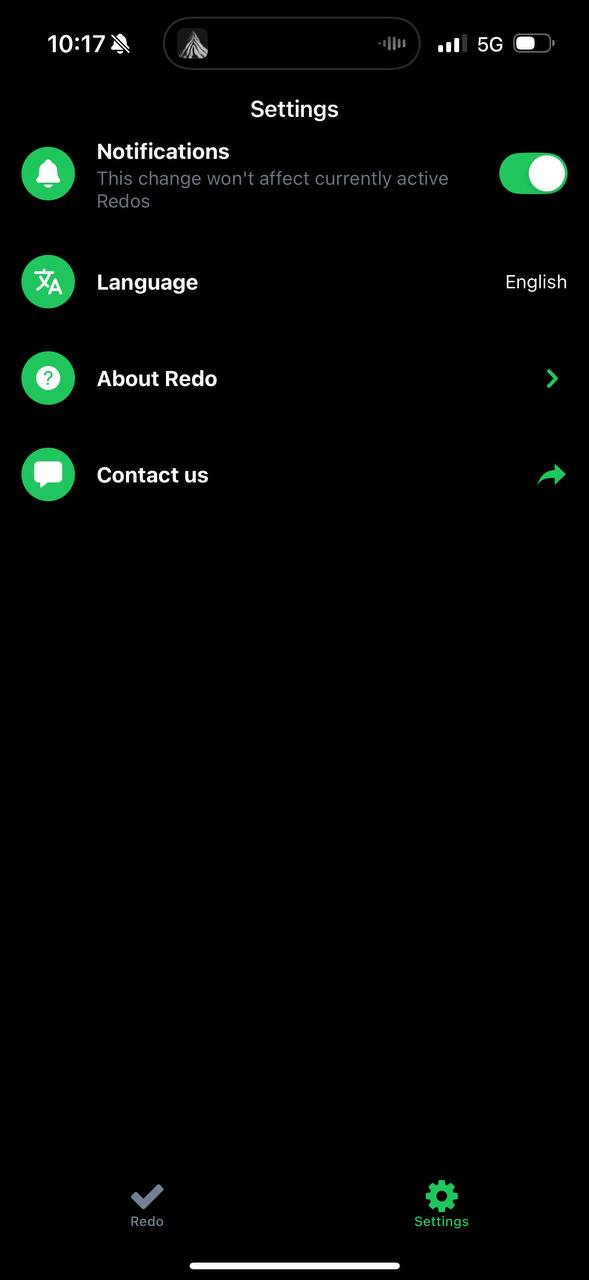 10:17
5G
Settings
Notifications
This change won't affect currently active
Redos
Language
English
About Redo
Contact us
Redo
Settings